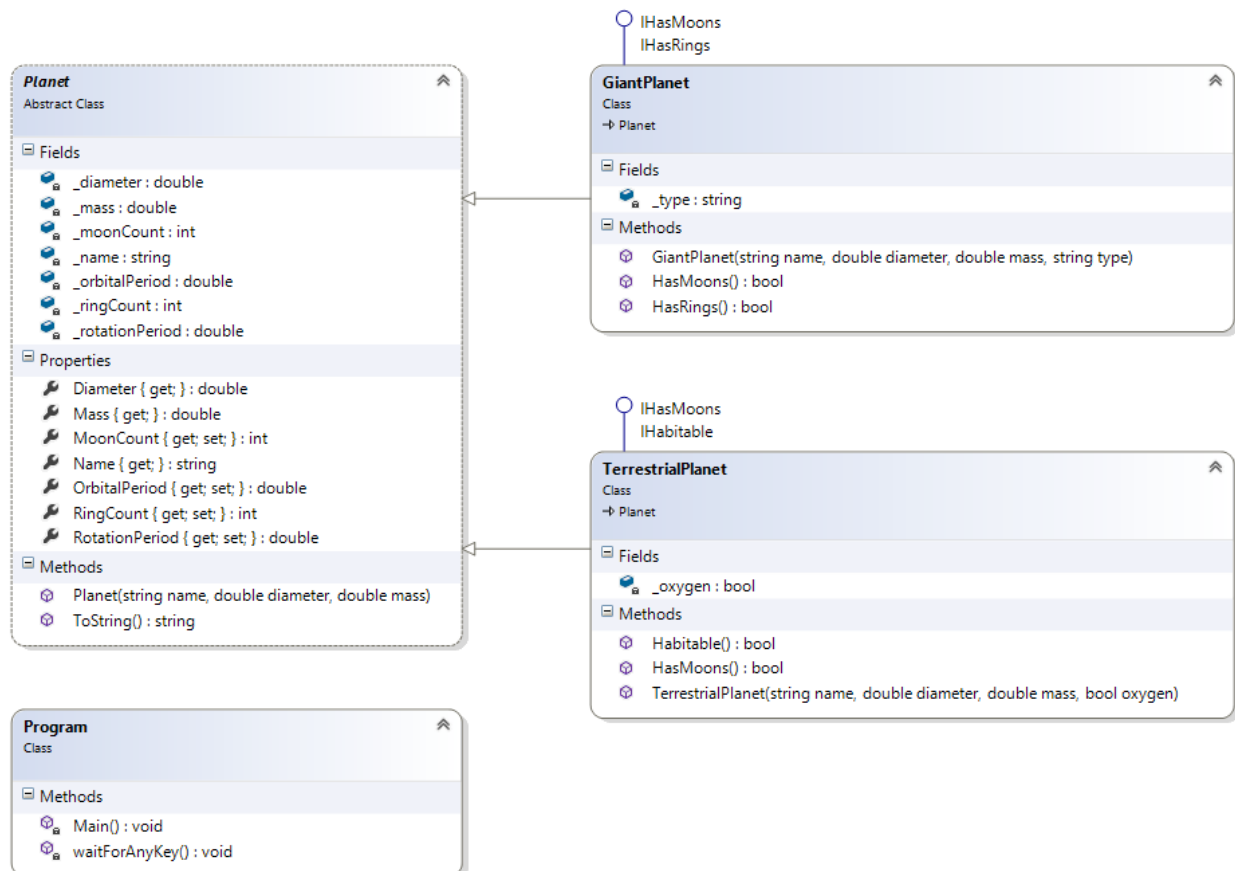 Planet
Abstract Class
Fields
_diameter : double
_mass : double
_moonCount : int
_name : string
_orbitalPeriod : double
_ringCount : int
_rotationPeriod : double
Properties
Diameter { get; } : double
Mass { get; } : double
MoonCount { get; set; } : int
Name { get; } : string
OrbitalPeriod { get; set; } : double
RingCount { get; set; } : int
RotationPeriod { get; set; } : double
Methods
Planet(string name, double diameter, double mass)
ToString() : string
Program
Class
Methods
Main() : void
waitForAnyKey() : void
IHasMoons
IHasRings
GiantPlanet
Class
Planet
Fields
_type : string
Methods
GiantPlanet(string name, double diameter, double mass, string type)
HasMoons() : bool
HasRings() : bool
IHasMoons
IHabitable
TerrestrialPlanet
Class
Planet
Fields
_oxygen : bool
Methods
Habitable() : bool
HasMoons() : bool
TerrestrialPlanet(string name, double diameter, double mass, bool oxygen)